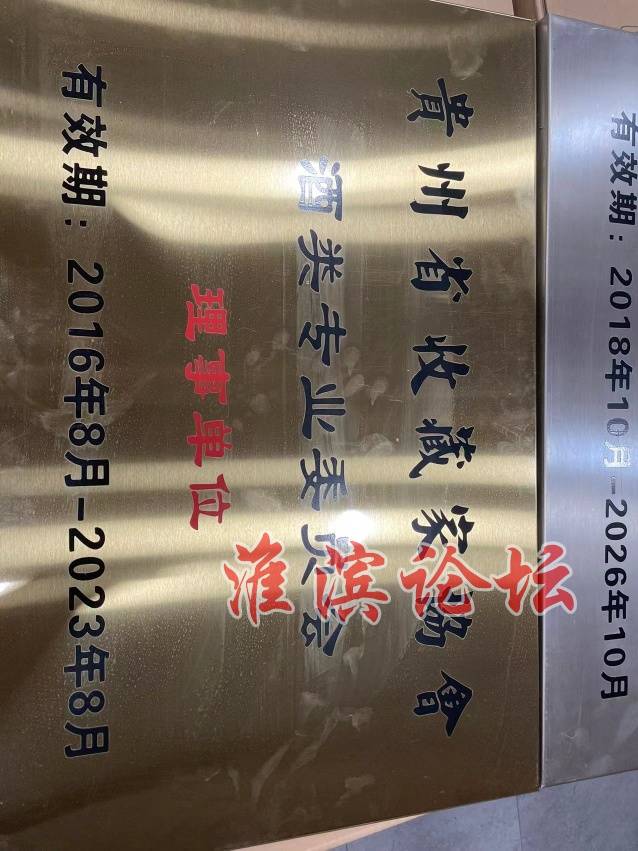 贵州省收藏家協會
酒类专业委员会
理事单位
有效期：2016年8月-2023年8月
有效期：2018年10月-2026年10月
淮滨论坛